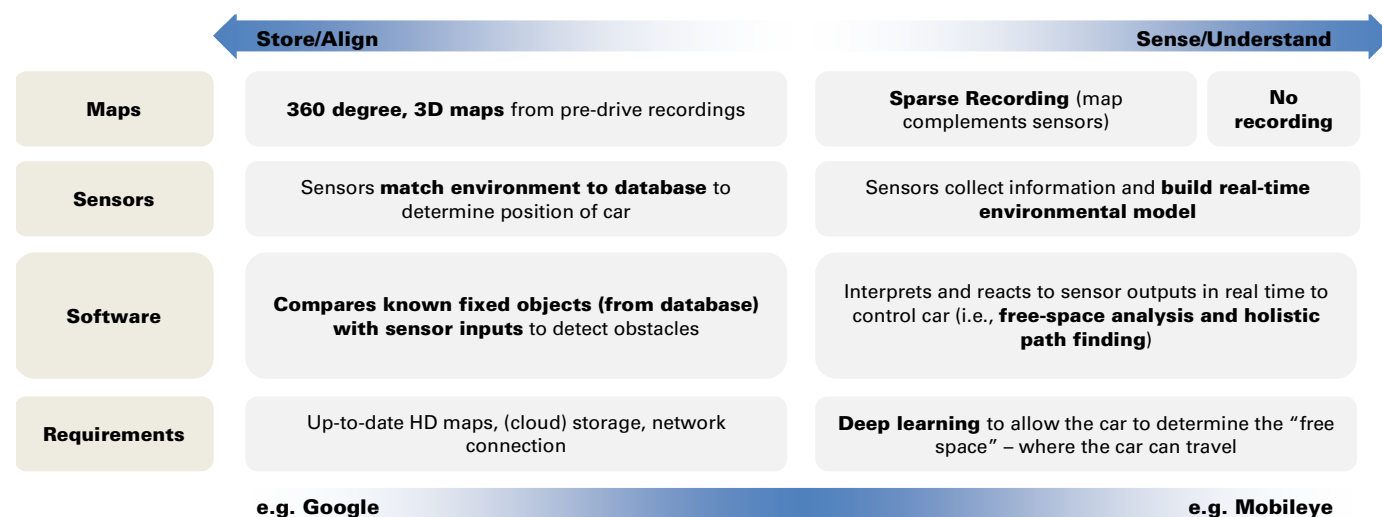 Store/Align
Sense/Understand
Maps
360 degree, 3D maps from pre-drive recordings
Sparse Recording (map
complements sensors)
No
recording
Sensors
Sensors match environment to database to
determine position of car
Sensors collect information and build real-time
environmental model
Software
Compares known fixed objects (from database)
with sensor inputs to detect obstacles
Interprets and reacts to sensor outputs in real time to
control car (i.e., free-space analysis and holistic
path finding)
Requirements
Up-to-date HD maps, (cloud) storage, network
connection
Deep learning to allow the car to determine the “free
space” – where the car can travel
e.g. Google
e.g. Mobileye